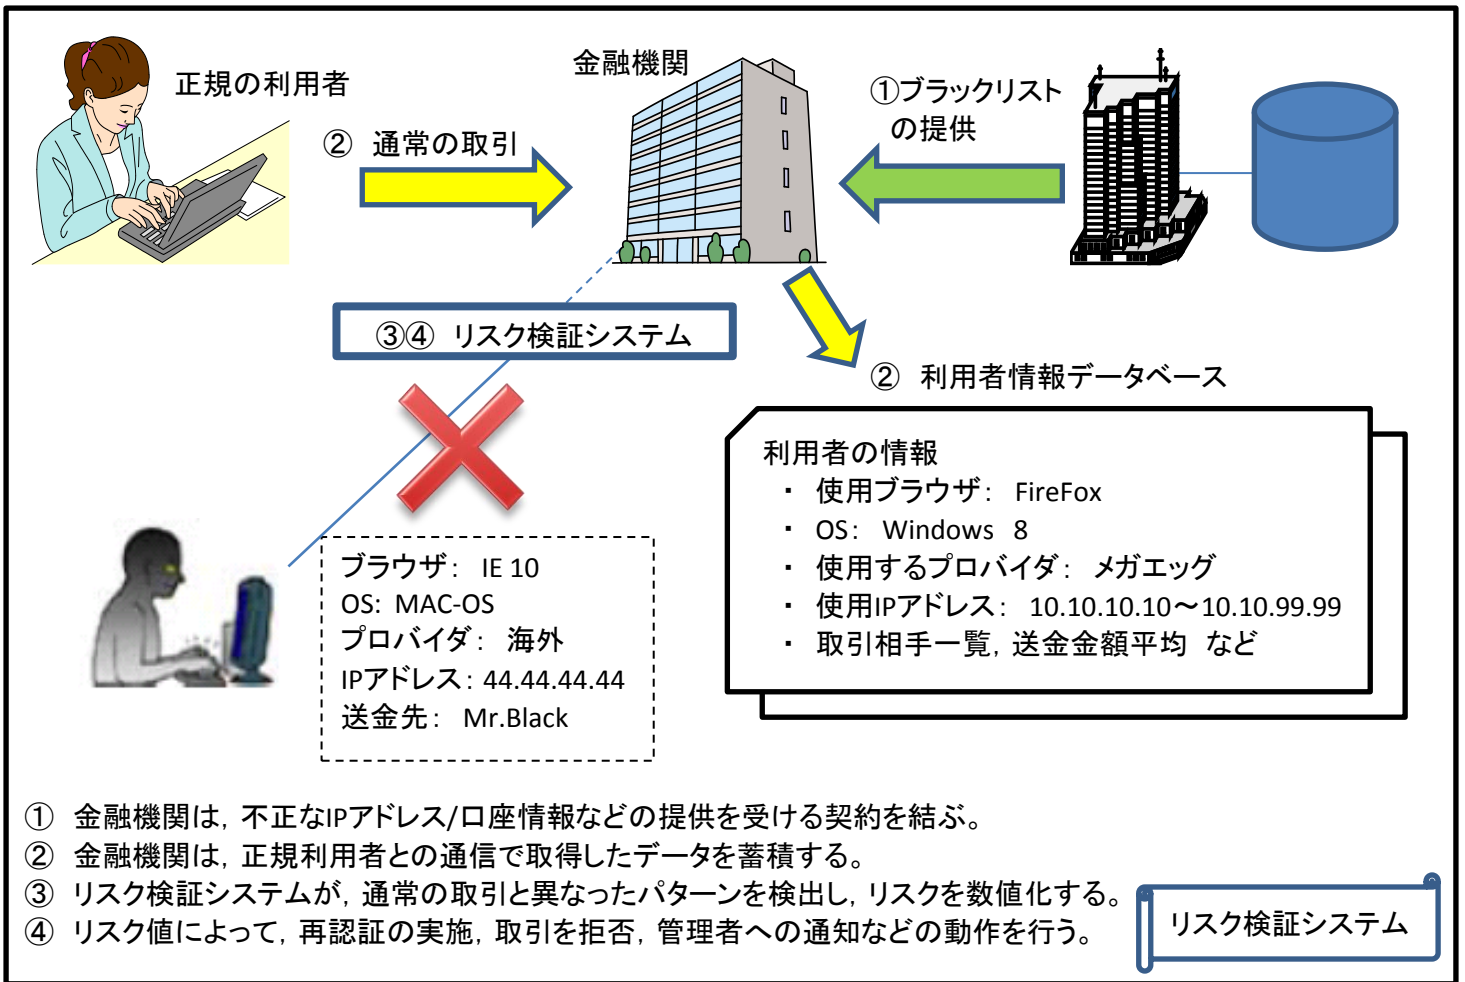 正規の利用者
金融機関
①ブラックリスト
の提供
② 通常の取引
③④ リスク検証システム
② 利用者情報データベース
利用者の情報
・ 使用ブラウザ： FireFox
・ OS： Windows 8
・ 使用するプロバイダ： メガエッグ
・ 使用IPアドレス： 10.10.10.10～10.10.99.99
・ 取引相手一覧，送金金額平均 など
ブラウザ： IE 10
OS: MAC-OS
プロバイダ： 海外
IPアドレス：44.44.44.44
送金先： Mr.Black
① 金融機関は，不正なIPアドレス/口座情報などの提供を受ける契約を結ぶ。
② 金融機関は，正規利用者との通信で取得したデータを蓄積する。
③ リスク検証システムが，通常の取引と異なったパターンを検出し，リスクを数値化する。
④ リスク値によって，再認証の実施，取引を拒否，管理者への通知などの動作を行う。
リスク検証システム